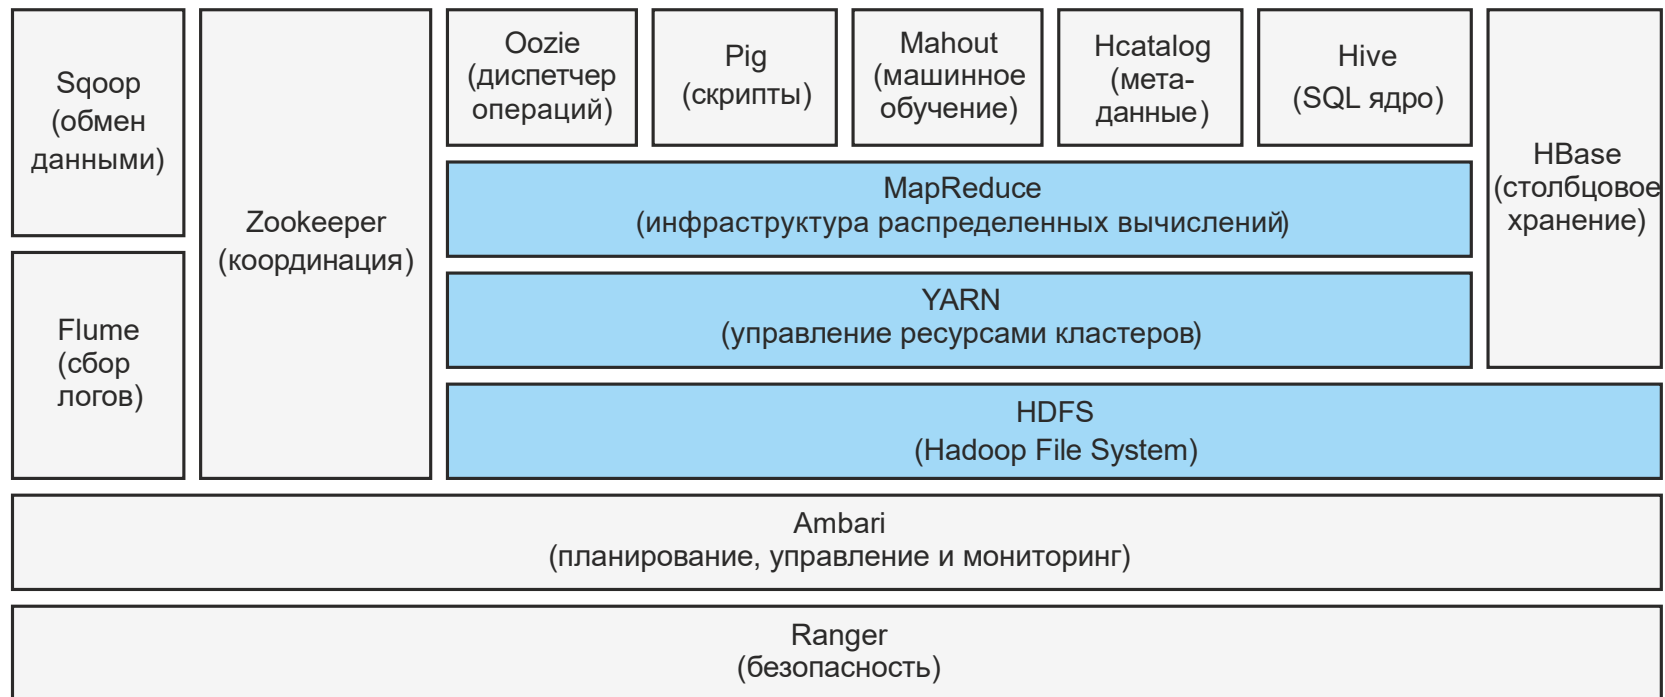 Sqoop
(обмен
данными)
Flume
(сбор
логов)
Zookeeper
(координация)
Oozie
(диспетчер
операций)
Pig
(скрипты)
Mahout
(машинное
обучение)
Hcatalog
(мета-
данные)
Hive
(SQL ядро)
MapReduce
(инфраструктура распределенных вычислений)
YARN
(управление ресурсами кластеров)
HBase
(столбцовое
хранение)
HDFS
(Hadoop File System)
Ambari
(планирование, управление и мониторинг)
Ranger
(безопасность)